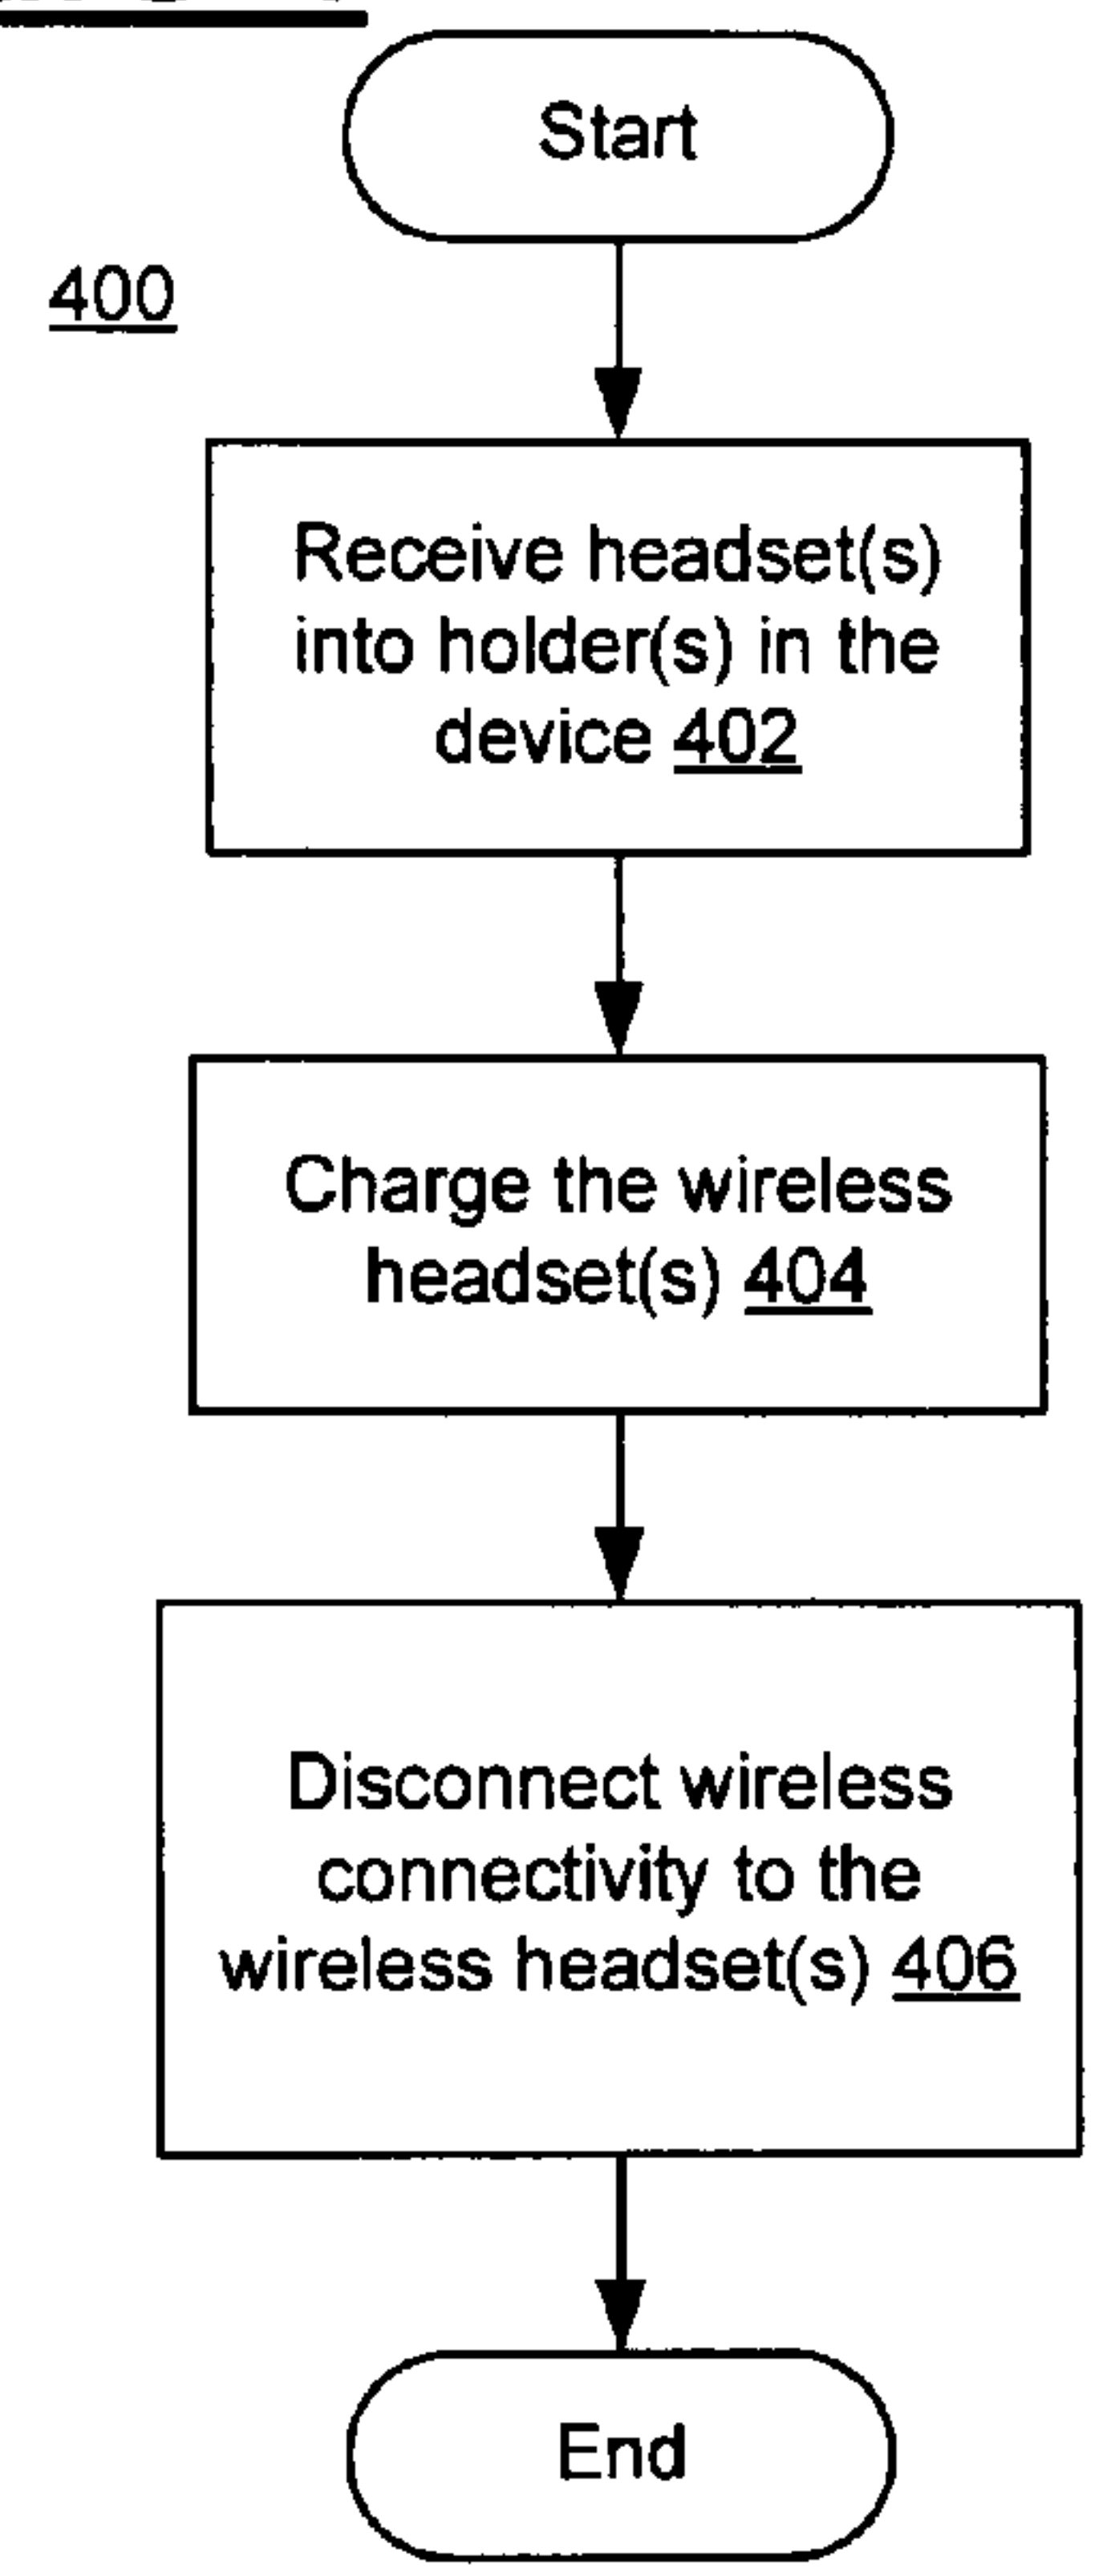 Start
400
Receive headset(s)
into holder(s) in the
device 402
Charge the wireless
headset(s) 404
Disconnect wireless
connectivity to the
wireless headset(s) 406
End